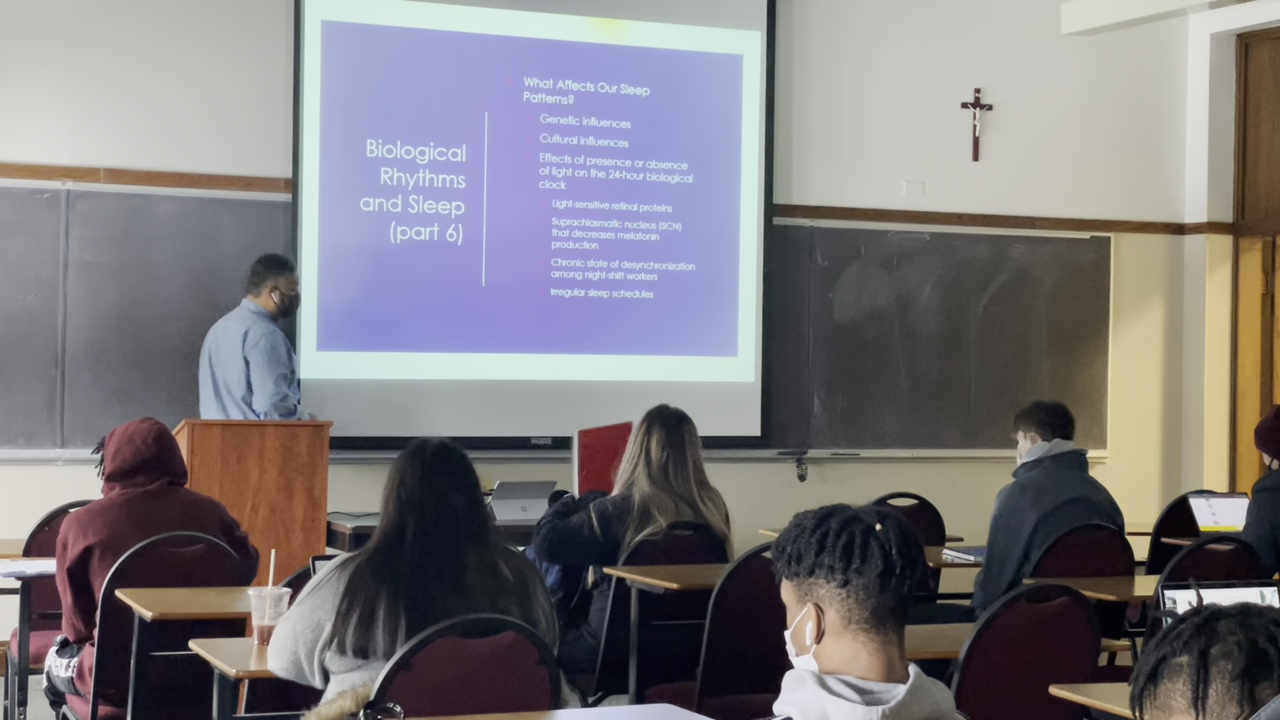 Biological
Rhythms
and Sleep
(part 6)
What Affects Our Sleep
Patterns?
Genetic influences
Cultural influences
Effects of presence or absence
of light on the 24-hour biological
clock
Light-sensitive retinal proteins
Suprachiasmatic nucleus (SCN)
that decreases melatonin
production
Chronic state of desynchronization
among night-shift workers
Irregular sleep schedules